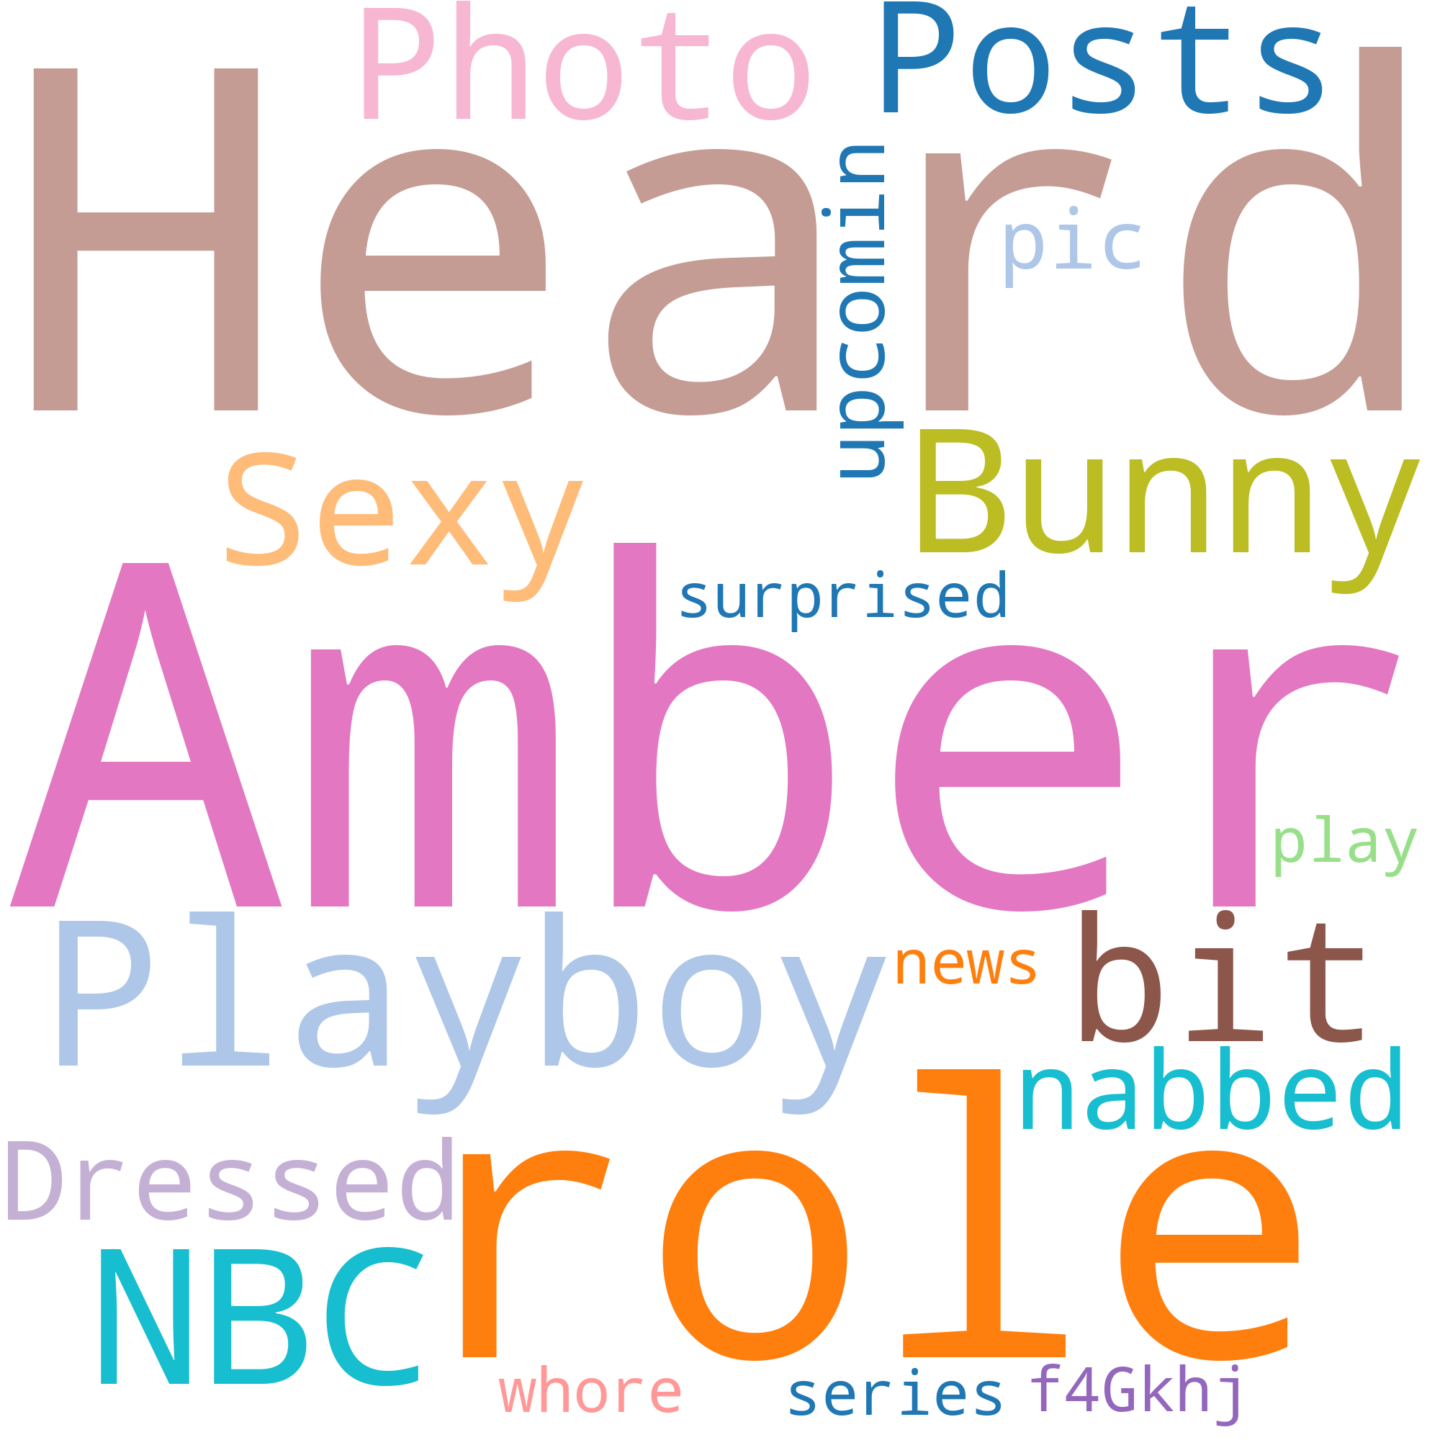 Photo
Posts
Heard
upcomin
pic
Sexy
Bunny
surprised
Amber
play
Playboy
news
bit
nabbed
Dressed
role
NBC
whore
series
f4Gkhj